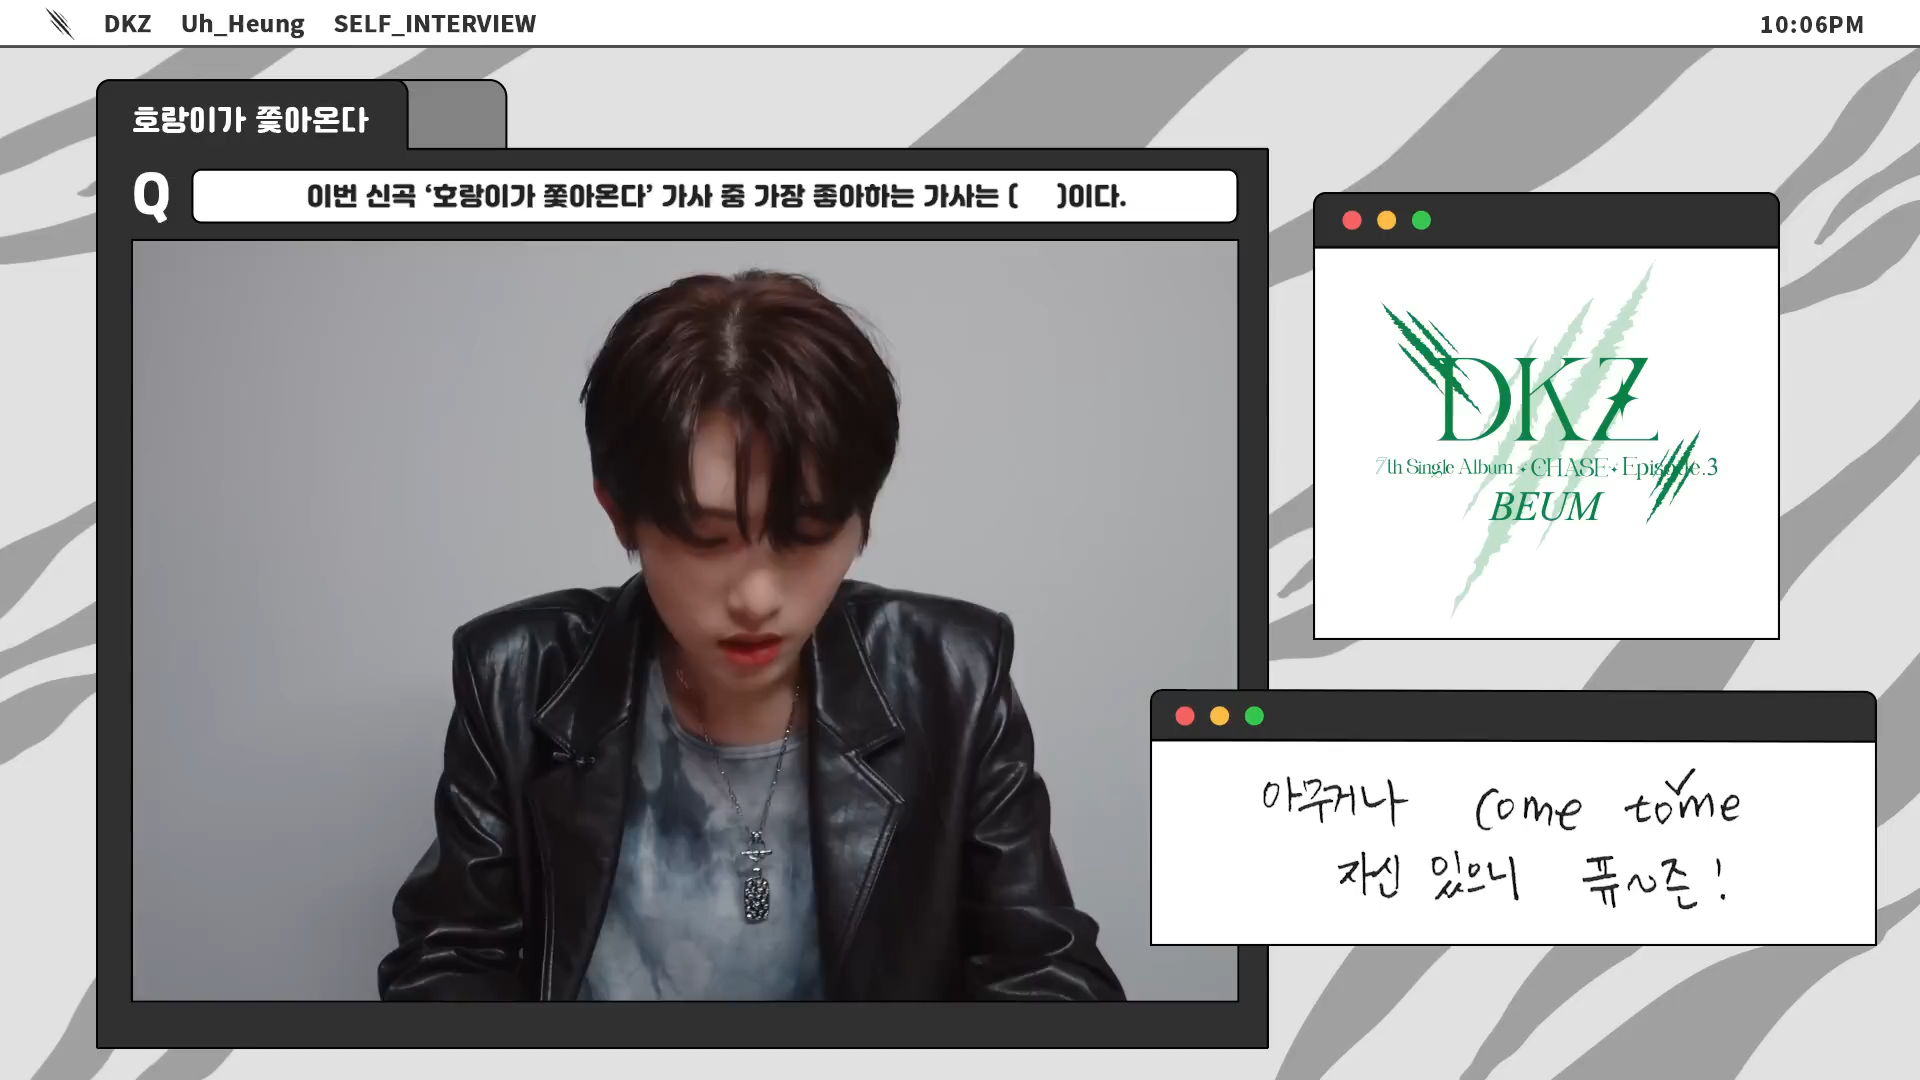 DKZ Uh_Heung SELF_INTERVIEW 10:06PM
호랑이가 쫓아온다
Q 이번 신곡 ‘호랑이가 쫓아온다’ 가사 중 가장 좋아하는 가사는 ( )이다.
DKZ
7th Single Album CHASE Episode.3
BEUM
아무거나 come to me
자신 있으니 퓨~즌!